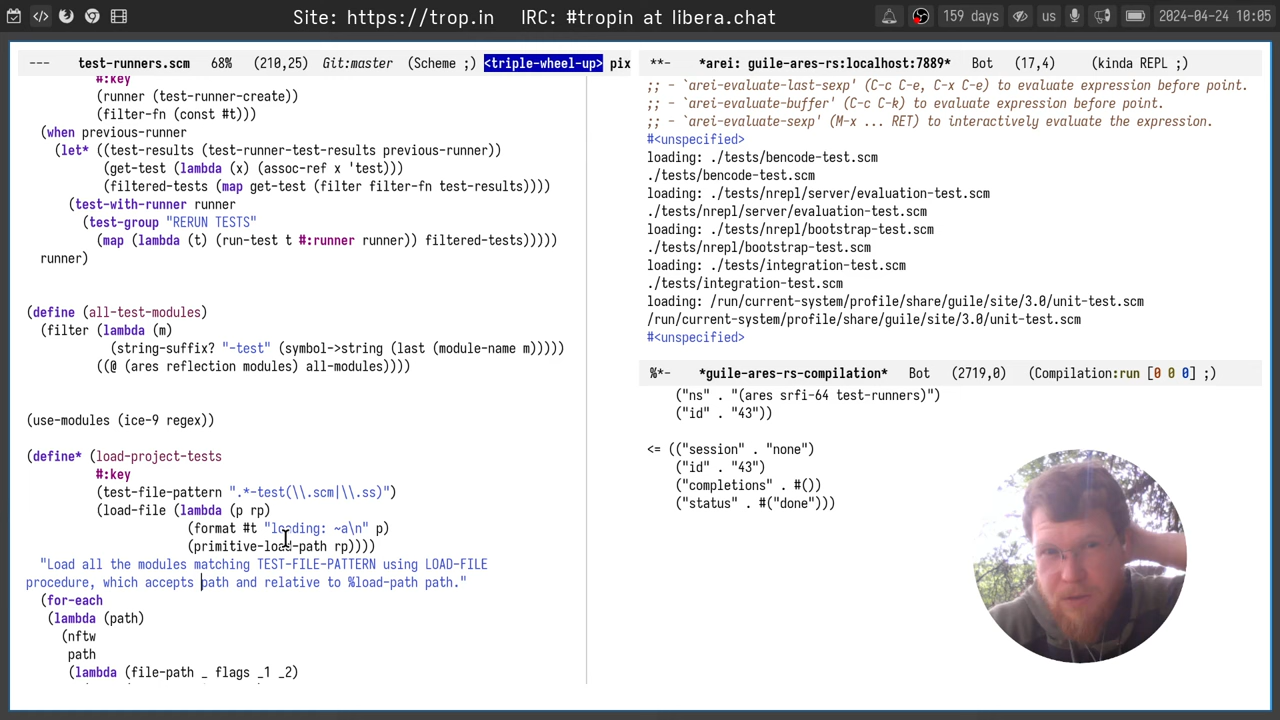 Site: https://trop.in IRC: #tropin at libera.chat
159 days us 2024-04-24 10:05
--- test-runners.scm 68% (210,25) Git:master (Scheme ;) <triple-wheel-up> pix
#:key
(runner (test-runner-create))
(filter-fn (const #t)))
(when previous-runner
(let* ((test-results (test-runner-test-results previous-runner))
(get-test (lambda (x) (assoc-ref x 'test)))
(filtered-tests (map get-test (filter filter-fn test-results))))
(test-with-runner runner
(test-group "RERUN TESTS"
(map (lambda (t) (run-test t #:runner runner)) filtered-tests)))))
runner)
(define (all-test-modules)
(filter (lambda (m)
(string-suffix? "-test" (symbol->string (last (module-name m)))))
((@ (ares reflection modules) all-modules))))
(use-modules (ice-9 regex))
(define* (load-project-tests
#:key
(test-file-pattern ".*-test(\\.scm|\\.ss)")
(load-file (lambda (p rp)
(format #t "loading: ~a\n" p)
(primitive-load-path rp))))
"Load all the modules matching TEST-FILE-PATTERN using LOAD-FILE
procedure, which accepts path and relative to %load-path path."
(for-each
(lambda (path)
(nftw
path
(lambda (file-path _ flags _1 _2)
**- *arei: guile-ares-rs:localhost:7889* Bot (17,4) (kinda REPL ;)
;; - `arei-evaluate-last-sexp' (C-c C-e, C-x C-e) to evaluate expression before point.
;; - `arei-evaluate-buffer' (C-c C-k) to evaluate expression before point.
;; - `arei-evaluate-sexp' (M-x ... RET) to interactively evaluate the expression.
#<unspecified>
loading: ./tests/bencode-test.scm
./tests/bencode-test.scm
loading: ./tests/nrepl/server/evaluation-test.scm
./tests/nrepl/server/evaluation-test.scm
loading: ./tests/nrepl/bootstrap-test.scm
./tests/nrepl/bootstrap-test.scm
loading: ./tests/integration-test.scm
./tests/integration-test.scm
loading: /run/current-system/profile/share/guile/site/3.0/unit-test.scm
/run/current-system/profile/share/guile/site/3.0/unit-test.scm
#<unspecified>
%*- *guile-ares-rs-compilation* Bot (2719,0) (Compilation:run [0 0 0] ;)
("ns" . "(ares srfi-64 test-runners)")
("id" . "43"))
<= (("session" . "none")
("id" . "43")
("completions" . #())
("status" . #("done")))